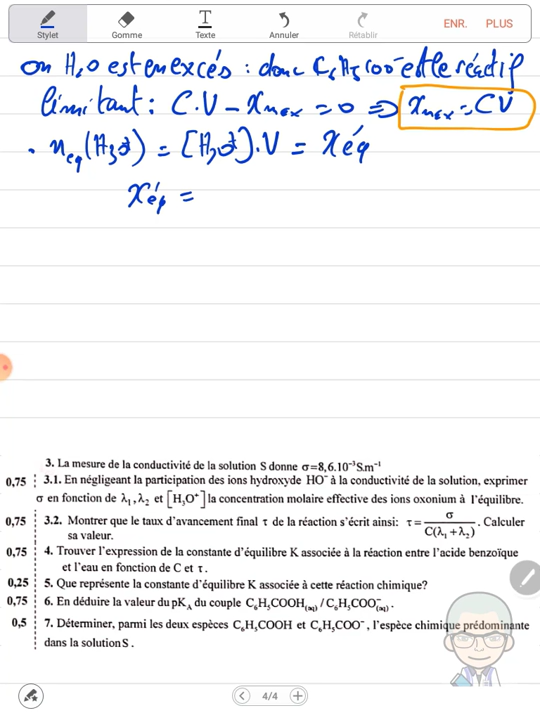 Stylet Gomme Texte Annuler Rétablir ENR. PLUS
on H₂O est en excés : donc C₆H₅COO⁻ est le réactif
limitant : C.V - xmax = 0 ⇒ xmax = CV
• néq(H₃O⁺) = [H₃O⁺].V = xéq
xéq =
3. La mesure de la conductivité de la solution S donne σ=8,6.10⁻³S.m⁻¹
0,75 3.1. En négligeant la participation des ions hydroxyde HO⁻ à la conductivité de la solution, exprimer
σ en fonction de λ₁,λ₂ et [H₃O⁺] la concentration molaire effective des ions oxonium à l'équilibre.
0,75 3.2. Montrer que le taux d'avancement final τ de la réaction s'écrit ainsi: τ = σ/C(λ₁+λ₂). Calculer
sa valeur.
0,75 4. Trouver l'expression de la constante d'équilibre K associée à la réaction entre l'acide benzoïque
et l'eau en fonction de C et τ.
0,25 5. Que représente la constante d'équilibre K associée à cette réaction chimique?
0,75 6. En déduire la valeur du pK_A du couple C₆H₅COOH(aq)/C₆H₅COO⁻(aq).
0,5 7. Déterminer, parmi les deux espèces C₆H₅COOH et C₆H₅COO⁻, l'espèce chimique prédominante
dans la solution S.
4/4